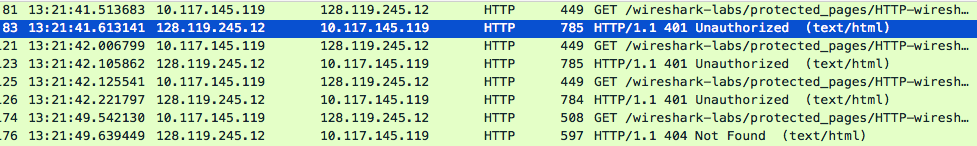 81 13:21:41.513683 10.117.145.119 128.119.245.12 HTTP 449 GET /wireshark-labs/protected_pages/HTTP-wiresh…
83 13:21:41.613141 128.119.245.12 10.117.145.119 HTTP 785 HTTP/1.1 401 Unauthorized (text/html)
121 13:21:42.006799 10.117.145.119 128.119.245.12 HTTP 449 GET /wireshark-labs/protected_pages/HTTP-wiresh…
123 13:21:42.105862 128.119.245.12 10.117.145.119 HTTP 785 HTTP/1.1 401 Unauthorized (text/html)
125 13:21:42.125541 10.117.145.119 128.119.245.12 HTTP 449 GET /wireshark-labs/protected_pages/HTTP-wiresh…
126 13:21:42.221797 128.119.245.12 10.117.145.119 HTTP 784 HTTP/1.1 401 Unauthorized (text/html)
174 13:21:49.542130 10.117.145.119 128.119.245.12 HTTP 508 GET /wireshark-labs/protected_pages/HTTP-wiresh…
176 13:21:49.639449 128.119.245.12 10.117.145.119 HTTP 597 HTTP/1.1 404 Not Found (text/html)